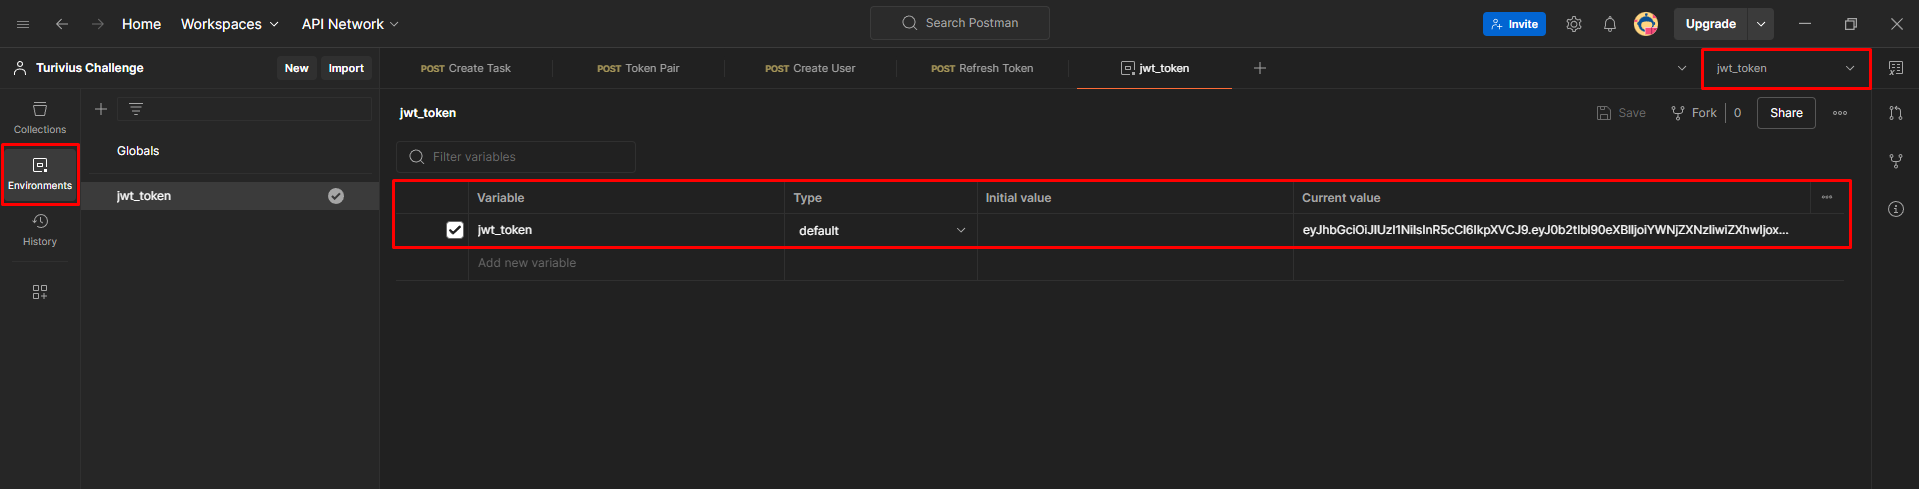 Home Workspaces API Network Search Postman Invite Upgrade
Turivius Challenge New Import POST Create Task POST Token Pair POST Create User POST Refresh Token jwt_token jwt_token
Collections
Environments
History
Globals
jwt_token
jwt_token Save Fork 0 Share
Filter variables
Variable Type Initial value Current value
jwt_token default eyJhbGciOiJIUzI1NiIsInR5cCI6IkpXVCJ9.eyJ0b2tlbl90eXBlIjoiYWNjZXNzIiwiZXhwIjox...
Add new variable